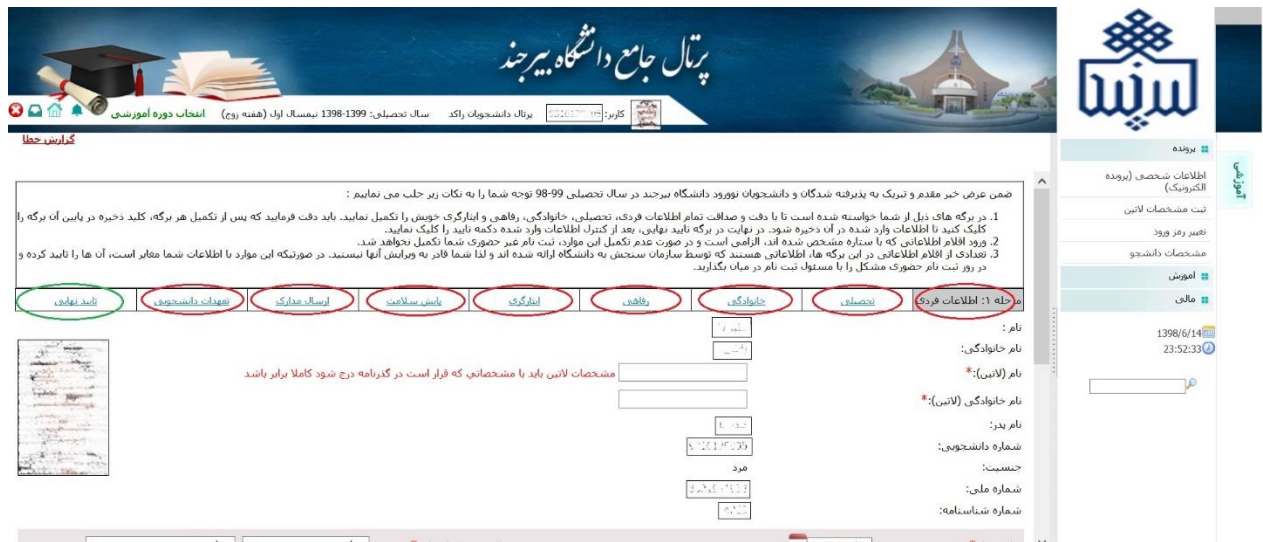 پرتال جامع دانشگاه بیرجند
کاربر:
پرتال دانشجویان راکد
سال تحصیلی: 1399-1398 نیمسال اول (هفته زوج)
انتخاب دوره آموزشی
گزارش خطا
آموزشی
پرونده
اطلاعات شخصی (پرونده
الکترونیک)
ثبت مشخصات لاتین
تغییر رمز ورود
مشخصات دانشجو
اموزش
مالی
1398/6/14
23:52:33
ضمن عرض خیر مقدم و تبریک به پذیرفته شدگان و دانشجویان نوورود دانشگاه بیرجند در سال تحصیلی 99-98 توجه شما را به نکات زیر جلب می نماییم :
1. در برگه های ذیل از شما خواسته شده است تا با دقت و صداقت تمام اطلاعات فردی، تحصیلی، خانوادگی، رفاهی و ایثارگری خویش را تکمیل نمایید. باید دقت فرمایید که پس از تکمیل هر برگه، کلید ذخیره در پایین آن برگه را
کلیک کنید تا اطلاعات وارد شده در آن ذخیره شود. در نهایت در برگه تایید نهایی، بعد از کنترل اطلاعات وارد شده دکمه تایید را کلیک نمایید.
2. ورود اقلام اطلاعاتی که با ستاره مشخص شده اند، الزامی است و در صورت عدم تکمیل این موارد، ثبت نام غیر حضوری شما تکمیل نخواهد شد.
3. تعدادی از اقلام اطلاعاتی در این برگه ها، اطلاعاتی هستند که توسط سازمان سنجش به دانشگاه ارائه شده اند و لذا شما قادر به ویرایش آنها نیستید. در صورتیکه این موارد با اطلاعات شما مغایر است، آن ها را تایید کرده و
در روز ثبت نام حضوری مشکل را با مسئول ثبت نام در میان بگذارید.
مرحله ۱: اطلاعات فردی
تحصیلی
خانوادگی
رفاهی
ایثارگری
پایش سلامت
ارسال مدارک
تعهدات دانشجویی
تایید نهایی
نام :
نام خانوادگی:
نام (لاتین):*
مشخصات لاتین باید با مشخصاتي که قرار است در گذرنامه درج شود کاملا برابر باشد
نام خانوادگی (لاتین):*
نام پدر:
شماره دانشجویی:
جنسیت:
مرد
شماره ملی:
شماره شناسنامه: